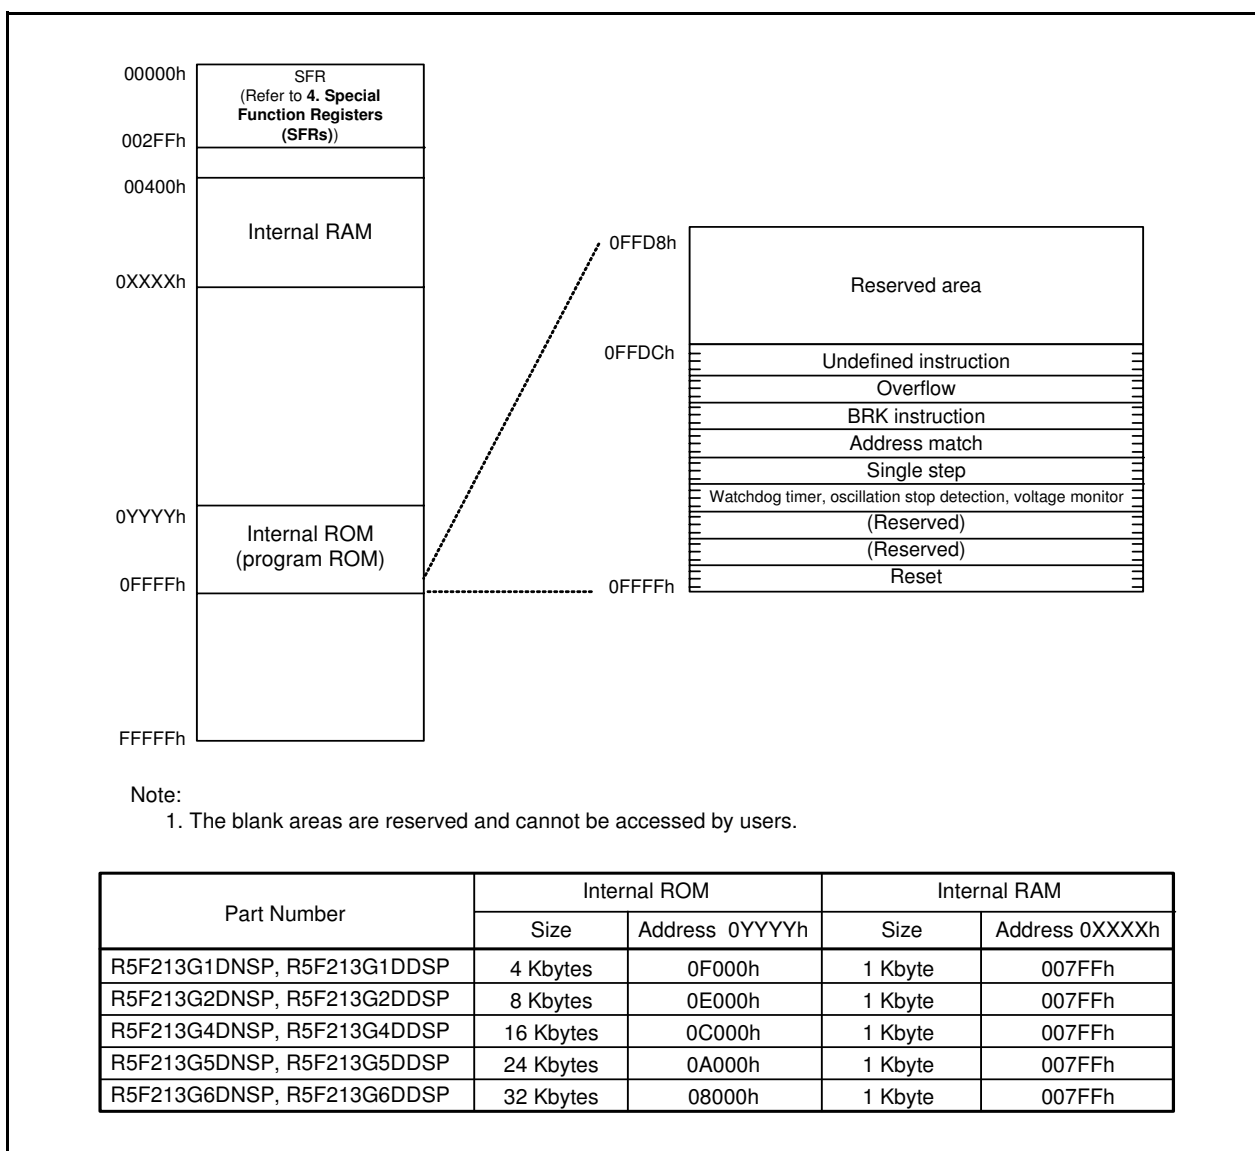 00000h
SFR
(Refer to 4. Special
Function Registers
(SFRs))
002FFh
00400h
Internal RAM
0XXXXh
0YYYYh
Internal ROM
(program ROM)
0FFFFh
FFFFFh
0FFD8h
Reserved area
0FFDCh
Undefined instruction
Overflow
BRK instruction
Address match
Single step
Watchdog timer, oscillation stop detection, voltage monitor
(Reserved)
(Reserved)
Reset
0FFFFh
Note:
1. The blank areas are reserved and cannot be accessed by users.
Part Number Internal ROM Internal RAM
Size Address 0YYYYh Size Address 0XXXXh
R5F213G1DNSP, R5F213G1DDSP 4 Kbytes 0F000h 1 Kbyte 007FFh
R5F213G2DNSP, R5F213G2DDSP 8 Kbytes 0E000h 1 Kbyte 007FFh
R5F213G4DNSP, R5F213G4DDSP 16 Kbytes 0C000h 1 Kbyte 007FFh
R5F213G5DNSP, R5F213G5DDSP 24 Kbytes 0A000h 1 Kbyte 007FFh
R5F213G6DNSP, R5F213G6DDSP 32 Kbytes 08000h 1 Kbyte 007FFh